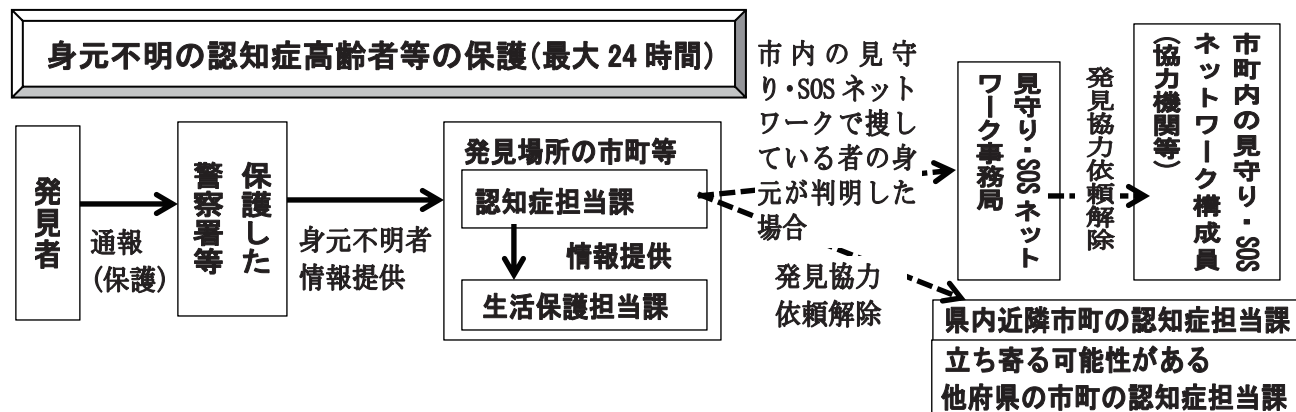 身元不明の認知症高齢者等の保護(最大24時間)
発見者
通報
(保護)
保護した
警察署等
身元不明者
情報提供
発見場所の市町等
認知症担当課
情報提供
生活保護担当課
市内の見守
り・SOSネット
ワークで捜し
ている者の身
元が判明した
場合
発見協力
依頼解除
見守り・SOSネット
ワーク事務局
発見協力依頼解除
市町内の見守り・SOS
ネットワーク構成員
(協力機関等)
県内近隣市町の認知症担当課
立ち寄る可能性がある
他府県の市町の認知症担当課